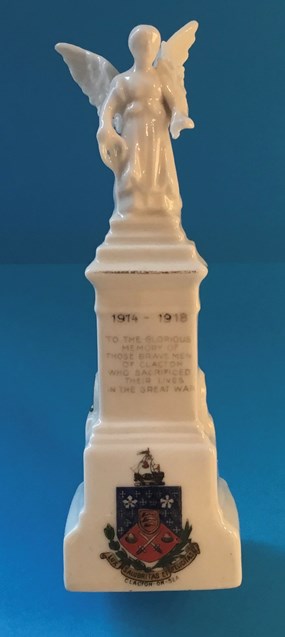 1914 - 1918
TO THE GLORIOUS
MEMORY OF
THOSE BRAVE MEN
OF CLACTON
WHO SACRIFICED
THEIR LIVES
IN THE GREAT WAR
CLACTON-ON-SEA